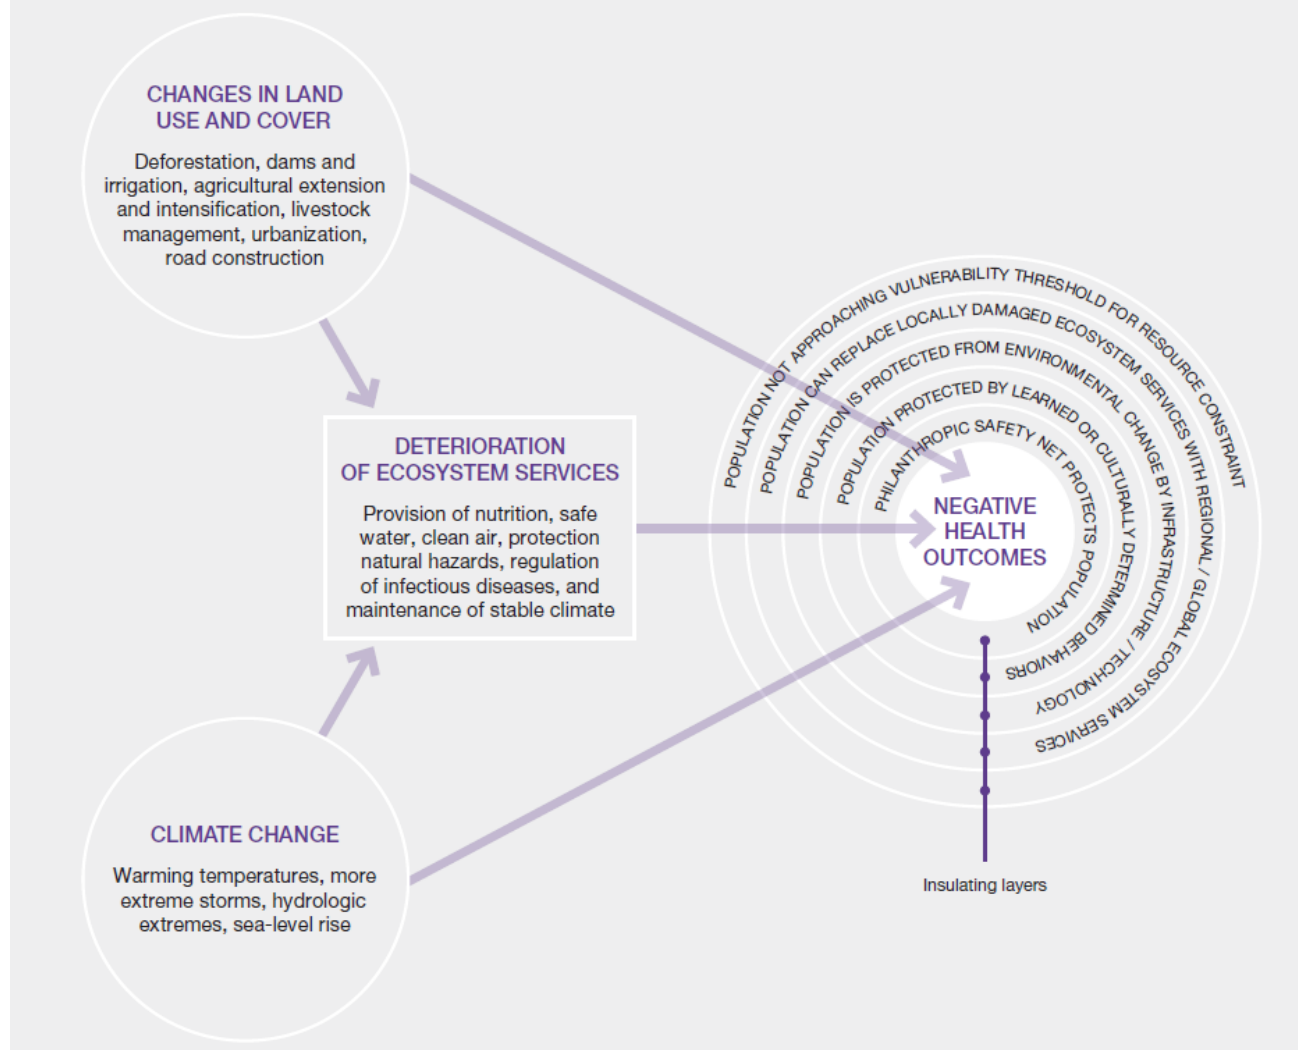 CHANGES IN LAND
USE AND COVER
Deforestation, dams and
irrigation, agricultural extension
and intensification, livestock
management, urbanization,
road construction
DETERIORATION
OF ECOSYSTEM SERVICES
Provision of nutrition, safe
water, clean air, protection
natural hazards, regulation
of infectious diseases, and
maintenance of stable climate
CLIMATE CHANGE
Warming temperatures, more
extreme storms, hydrologic
extremes, sea-level rise
POPULATION NOT APPROACHING VULNERABILITY THRESHOLD FOR RESOURCE CONSTRAINT
POPULATION CAN REPLACE LOCALLY DAMAGED ECOSYSTEM SERVICES WITH REGIONAL / GLOBAL ECOSYSTEM SERVICES
POPULATION IS PROTECTED FROM ENVIRONMENTAL CHANGE BY INFRASTRUCTURE / TECHNOLOGY
POPULATION PROTECTED BY LEARNED OR CULTURALLY DETERMINED BEHAVIORS
PHILANTHROPIC SAFETY NET PROTECTS POPULATION
NEGATIVE
HEALTH
OUTCOMES
Insulating layers